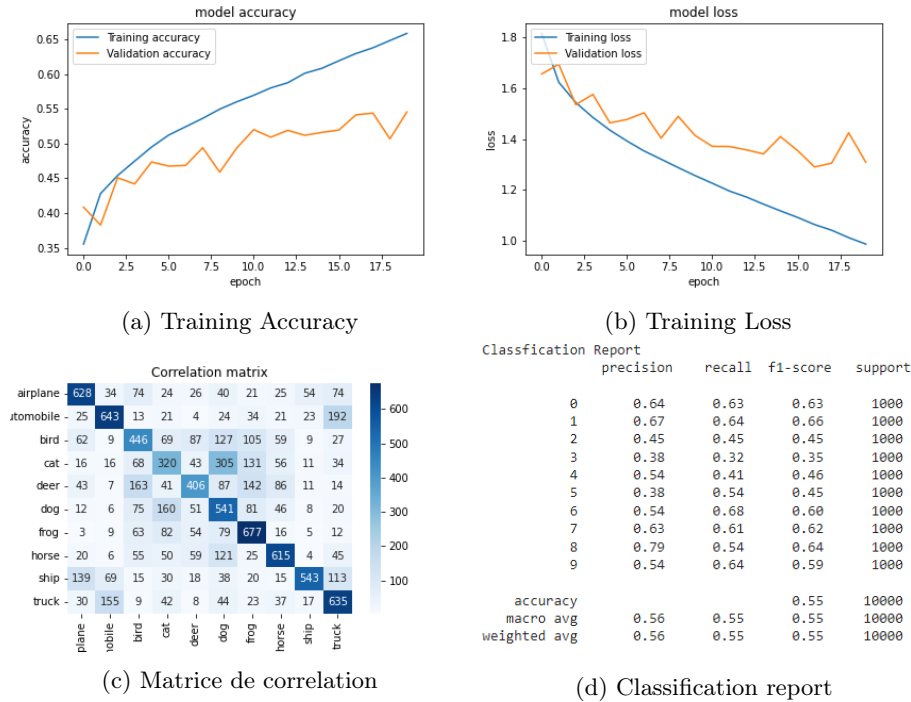 model accuracy
Training accuracy
Validation accuracy
0.65
0.60
0.55
0.50
0.45
0.40
0.35
accuracy
0.0 2.5 5.0 7.5 10.0 12.5 15.0 17.5
epoch
(a) Training Accuracy
model loss
Training loss
Validation loss
1.8
1.6
1.4
1.2
1.0
loss
0.0 2.5 5.0 7.5 10.0 12.5 15.0 17.5
epoch
(b) Training Loss
Correlation matrix
airplane 628 34 74 24 26 40 21 25 54 74
utomobile 25 643 13 21 4 24 34 21 23 192
bird 62 9 446 69 87 127 105 59 9 27
cat 16 16 68 320 43 305 131 56 11 34
deer 43 7 163 41 406 87 142 86 11 14
dog 12 6 75 160 51 541 81 46 8 20
frog 3 9 63 82 54 79 677 16 5 12
horse 20 6 55 50 59 121 25 615 4 45
ship 139 69 15 30 18 38 20 15 543 113
truck 30 155 9 42 8 44 23 37 17 635
plane mobile bird cat deer dog frog horse ship truck
600
500
400
300
200
100
(c) Matrice de correlation
Classfication Report
precision recall f1-score support
0 0.64 0.63 0.63 1000
1 0.67 0.64 0.66 1000
2 0.45 0.45 0.45 1000
3 0.38 0.32 0.35 1000
4 0.54 0.41 0.46 1000
5 0.38 0.54 0.45 1000
6 0.54 0.68 0.60 1000
7 0.63 0.61 0.62 1000
8 0.79 0.54 0.64 1000
9 0.54 0.64 0.59 1000
accuracy 0.55 10000
macro avg 0.56 0.55 0.55 10000
weighted avg 0.56 0.55 0.55 10000
(d) Classification report